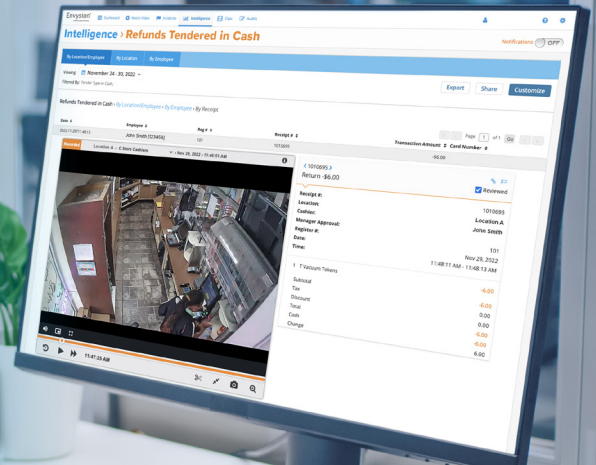 Envysion
Dashboard Watch Video Incidents Intelligence Clips Audits
Intelligence › Refunds Tendered in Cash
Notifications OFF
By Location/Employee By Location By Employee
Viewing November 24 - 30, 2022
Export Share Customize
Filtered By: Tender Type in Cash;
Refunds Tendered in Cash › By Location/Employee › By Employee › By Receipt
Page 1 of 1 Go
Date Employee Reg # Receipt # Transaction Amount Card Number
John Smith [123456] 101 1010695 -$6.00
Recorded Location A - C Store Cashiers Nov 29, 2022 - 11:48:01 AM
‹ 1010695 ›
Return -$6.00
Reviewed
Receipt #: 1010695
Location: Location A
Cashier: John Smith
Manager Approval:
Register #: 101
Date: Nov 29, 2022
Time: 11:48:11 AM - 11:48:13 AM
1 T Vacuum Tokens -6.00
Subtotal -6.00
Tax 0.00
Discount 0.00
Total -6.00
Cash -6.00
Change 6.00
11:47:35 AM